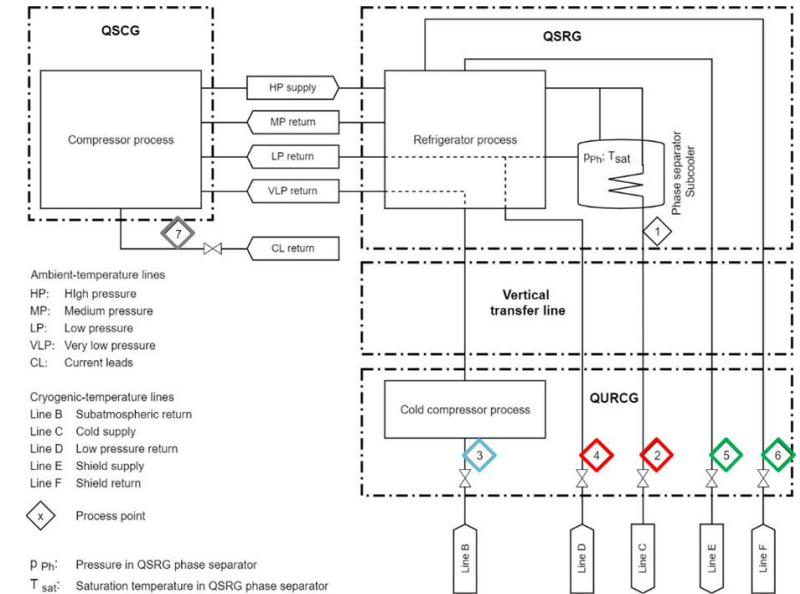 QSCG
QSRG
Compressor process
HP supply
MP return
LP return
VLP return
CL return
Refrigerator process
pPh; Tsat
Phase separator
Subcooler
1
7
Ambient-temperature lines
HP: HIgh pressure
MP: Medium pressure
LP: Low pressure
VLP: Very low pressure
CL: Current leads
Vertical
transfer line
Cryogenic-temperature lines
Line B Subatmospheric return
Line C Cold supply
Line D Low pressure return
Line E Shield supply
Line F Shield return
x Process point
p Ph: Pressure in QSRG phase separator
T sat: Saturation temperature in QSRG phase separator
Cold compressor process
QURCG
3
4
2
5
6
Line B
Line D
Line C
Line E
Line F